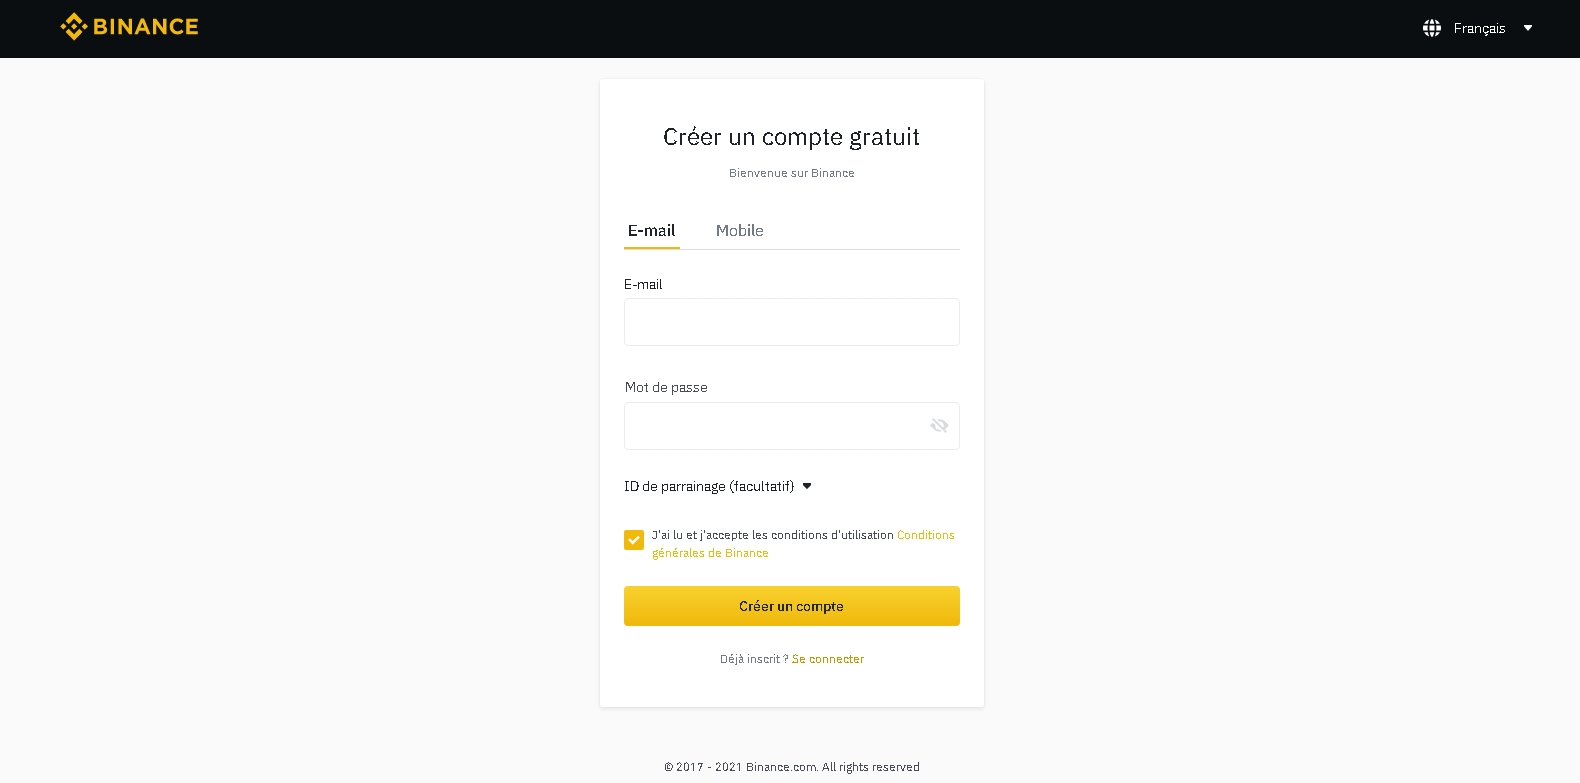 BINANCE
Français
Créer un compte gratuit
Bienvenue sur Binance
E-mail
Mobile
E-mail
Mot de passe
ID de parrainage (facultatif)
J'ai lu et j'accepte les conditions d'utilisation Conditions
générales de Binance
Créer un compte
Déjà inscrit ? Se connecter
© 2017 - 2021 Binance.com. All rights reserved